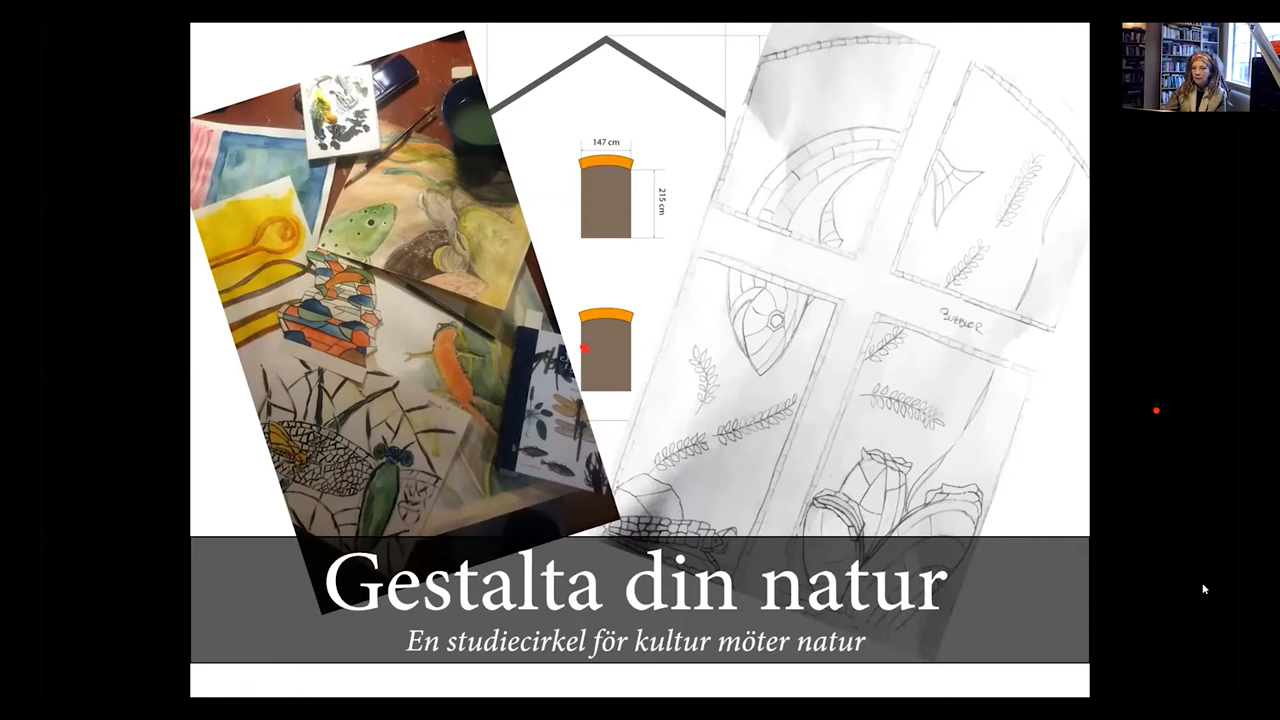 147 cm
215 cm
BUBBLOR
Gestalta din natur
En studiecirkel för kultur möter natur